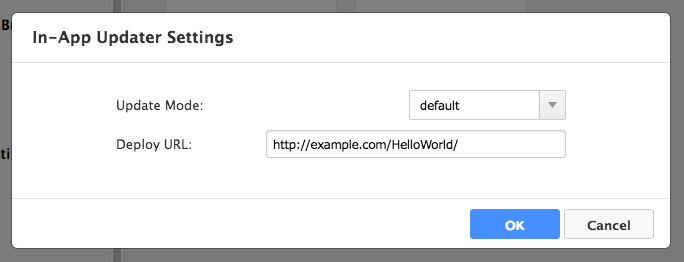 In-App Updater Settings
Update Mode: default
Deploy URL: http://example.com/HelloWorld/
OK Cancel